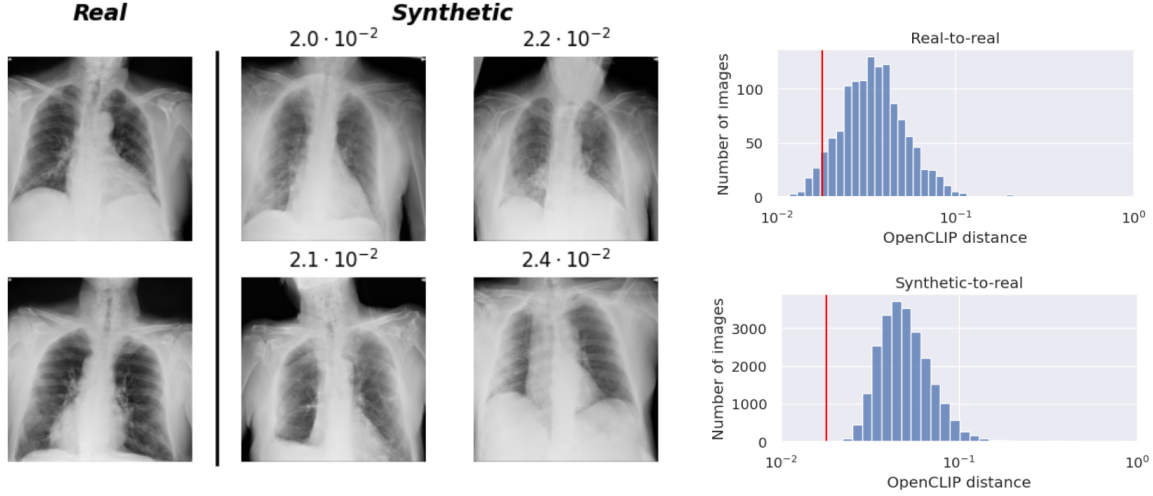 Real
Synthetic
2.0 · 10⁻²
2.2 · 10⁻²
2.1 · 10⁻²
2.4 · 10⁻²
Real-to-real
Number of images
100
50
0
10⁻²
10⁻¹
10⁰
OpenCLIP distance
Synthetic-to-real
Number of images
3000
2000
1000
0
10⁻²
10⁻¹
10⁰
OpenCLIP distance